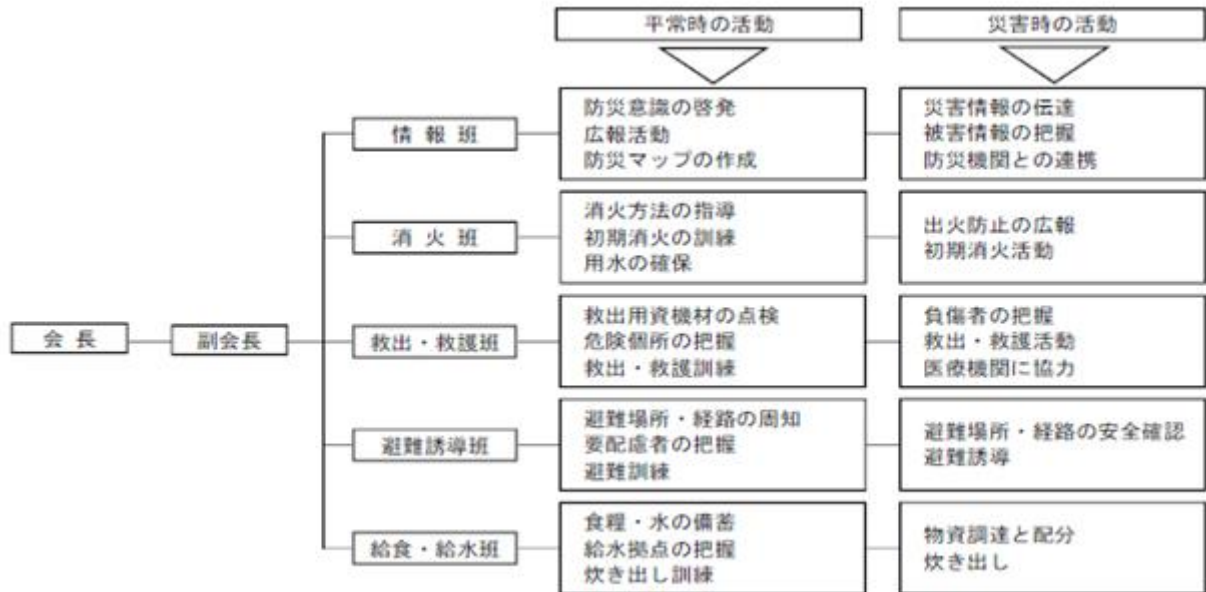 平常時の活動
災害時の活動
会長
副会長
情報班
防災意識の啓発
広報活動
防災マップの作成
災害情報の伝達
被害情報の把握
防災機関との連携
消火班
消火方法の指導
初期消火の訓練
用水の確保
出火防止の広報
初期消火活動
救出・救護班
救出用資機材の点検
危険個所の把握
救出・救護訓練
負傷者の把握
救出・救護活動
医療機関に協力
避難誘導班
避難場所・経路の周知
要配慮者の把握
避難訓練
避難場所・経路の安全確認
避難誘導
給食・給水班
食糧・水の備蓄
給水拠点の把握
炊き出し訓練
物資調達と配分
炊き出し